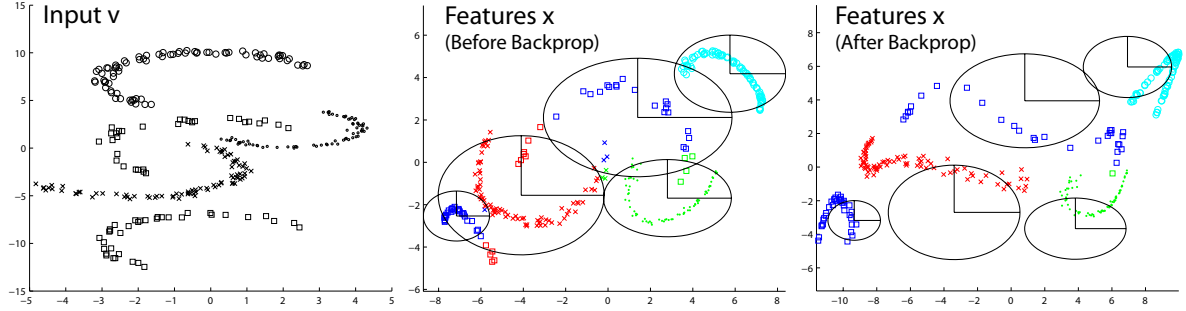 Input v
15
10
5
0
−5
−10
−15
−5 −4 −3 −2 −1 0 1 2 3 4 5
Features x
(Before Backprop)
6
4
2
0
−2
−4
−6
−8 −6 −4 −2 0 2 4 6 8
Features x
(After Backprop)
8
6
4
2
0
−2
−4
−6
−10 −8 −6 −4 −2 0 2 4 6 8